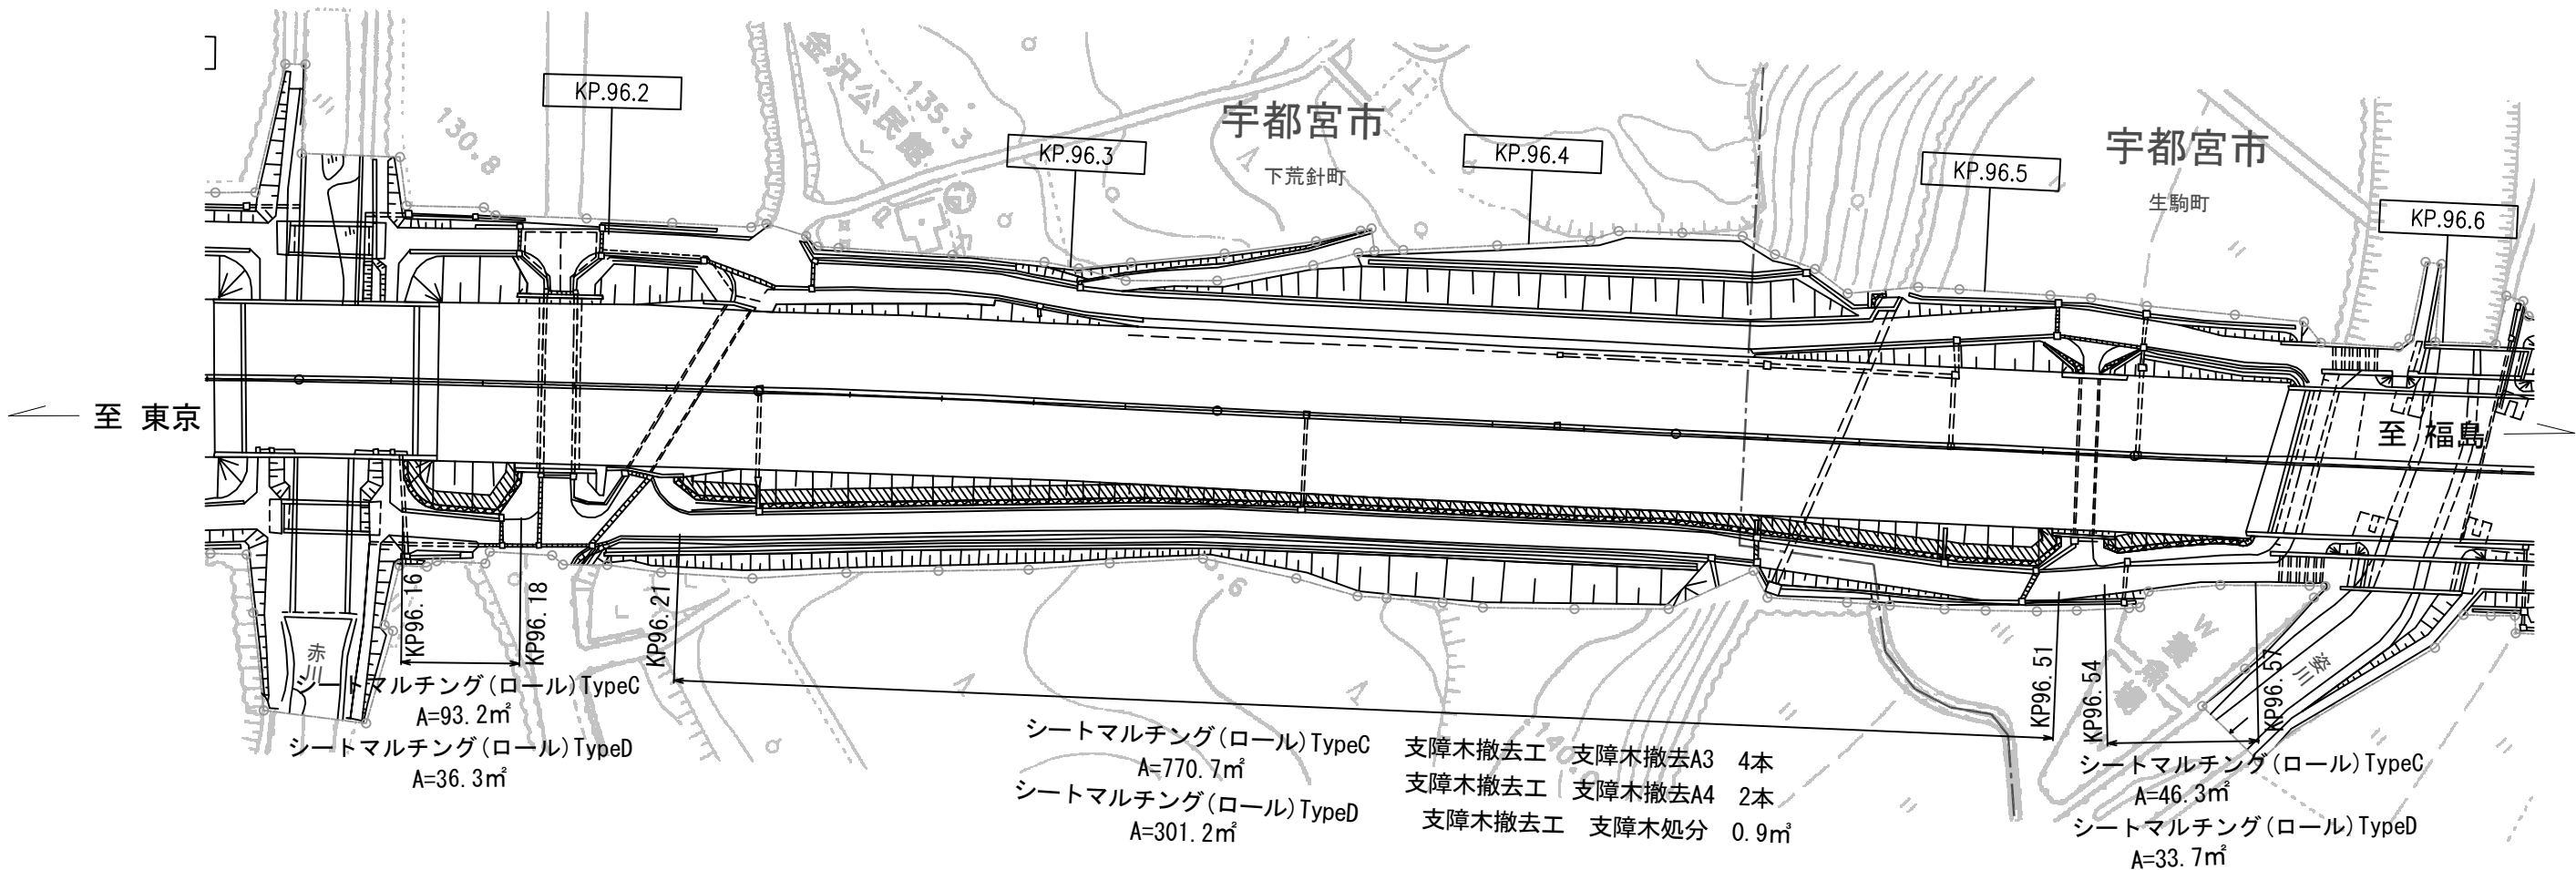 KP.96.2
KP.96.3
KP.96.4
KP.96.5
KP.96.6
金沢公民館
130.8
135.3
宇都宮市
下荒針町
宇都宮市
生駒町
至 東京
至 福島
赤川
姿川
KP96.16
KP96.18
KP96.21
KP96.51
KP96.54
KP96.57
シートマルチング(ロール)TypeC
A=93.2㎡
シートマルチング(ロール)TypeD
A=36.3㎡
シートマルチング(ロール)TypeC
A=770.7㎡
シートマルチング(ロール)TypeD
A=301.2㎡
支障木撤去工 支障木撤去A3 4本
支障木撤去工 支障木撤去A4 2本
支障木撤去工 支障木処分 0.9㎥
シートマルチング(ロール)TypeC
A=46.3㎡
シートマルチング(ロール)TypeD
A=33.7㎡